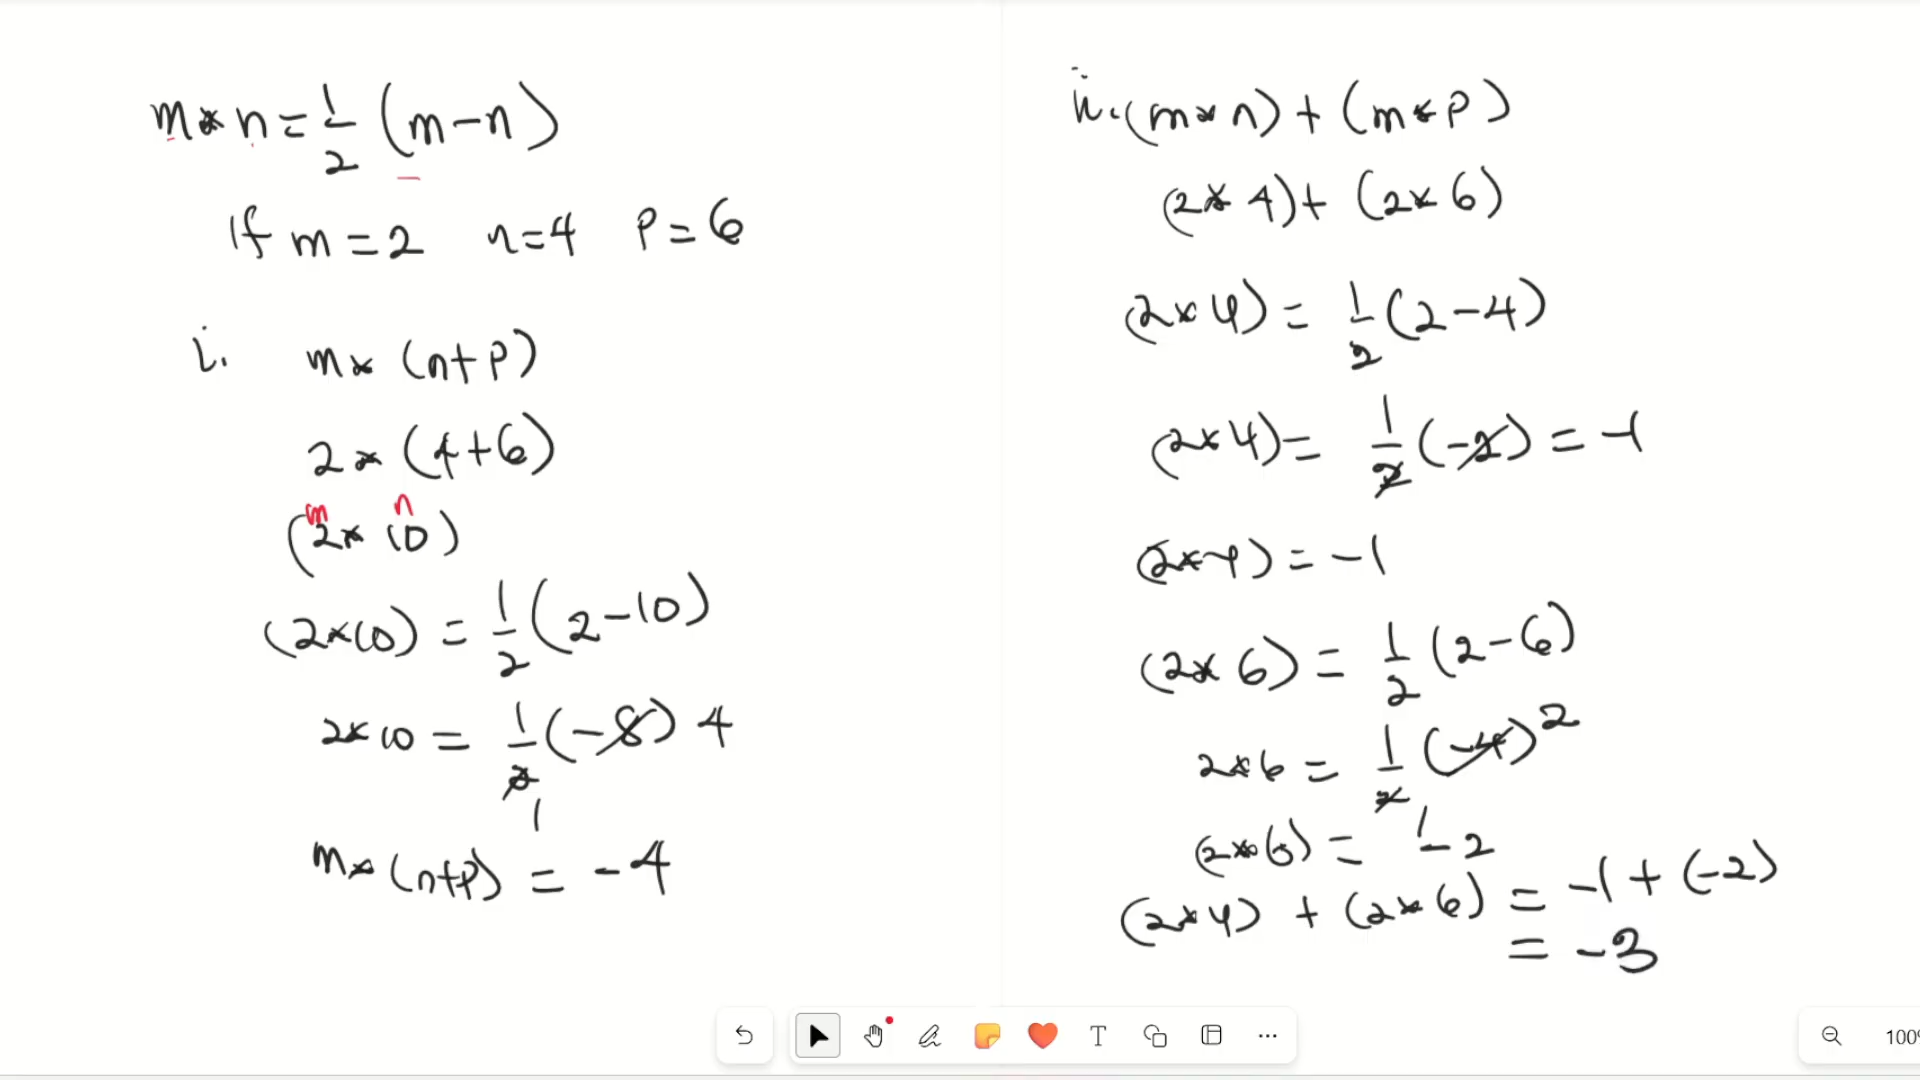 m * n = 1/2 (m - n)
If m = 2 n = 4 P = 6
i. m * (n + P)
2 * (4 + 6)
m n
(2 * 10)
(2 * 10) = 1/2 (2 - 10)
2 * 10 = 1/2 (-8) 4
1
m * (n + P) = -4
ii. (m * n) + (m * P)
(2 * 4) + (2 * 6)
(2 * 4) = 1/2 (2 - 4)
(2 * 4) = 1/2 (-2) = -1
(2 * 4) = -1
(2 * 6) = 1/2 (2 - 6)
2 * 6 = 1/2 (-4) 2
1
(2 * 6) = -2
(2 * 4) + (2 * 6) = -1 + (-2)
= -3
T
100%